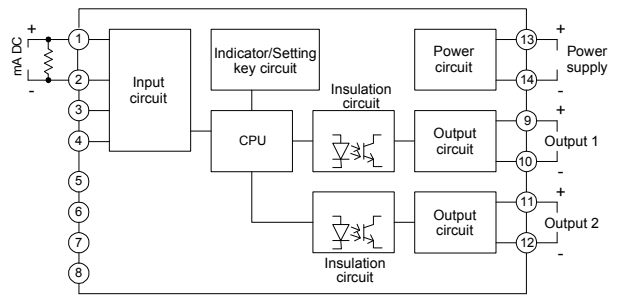 +
mA DC
-
1
2
3
4
5
6
7
8
Input
circuit
Indicator/Setting
key circuit
CPU
Insulation
circuit
Insulation
circuit
Power
circuit
Output
circuit
Output
circuit
13
14
9
10
11
12
+
Power
supply
-
+
Output 1
-
+
Output 2
-